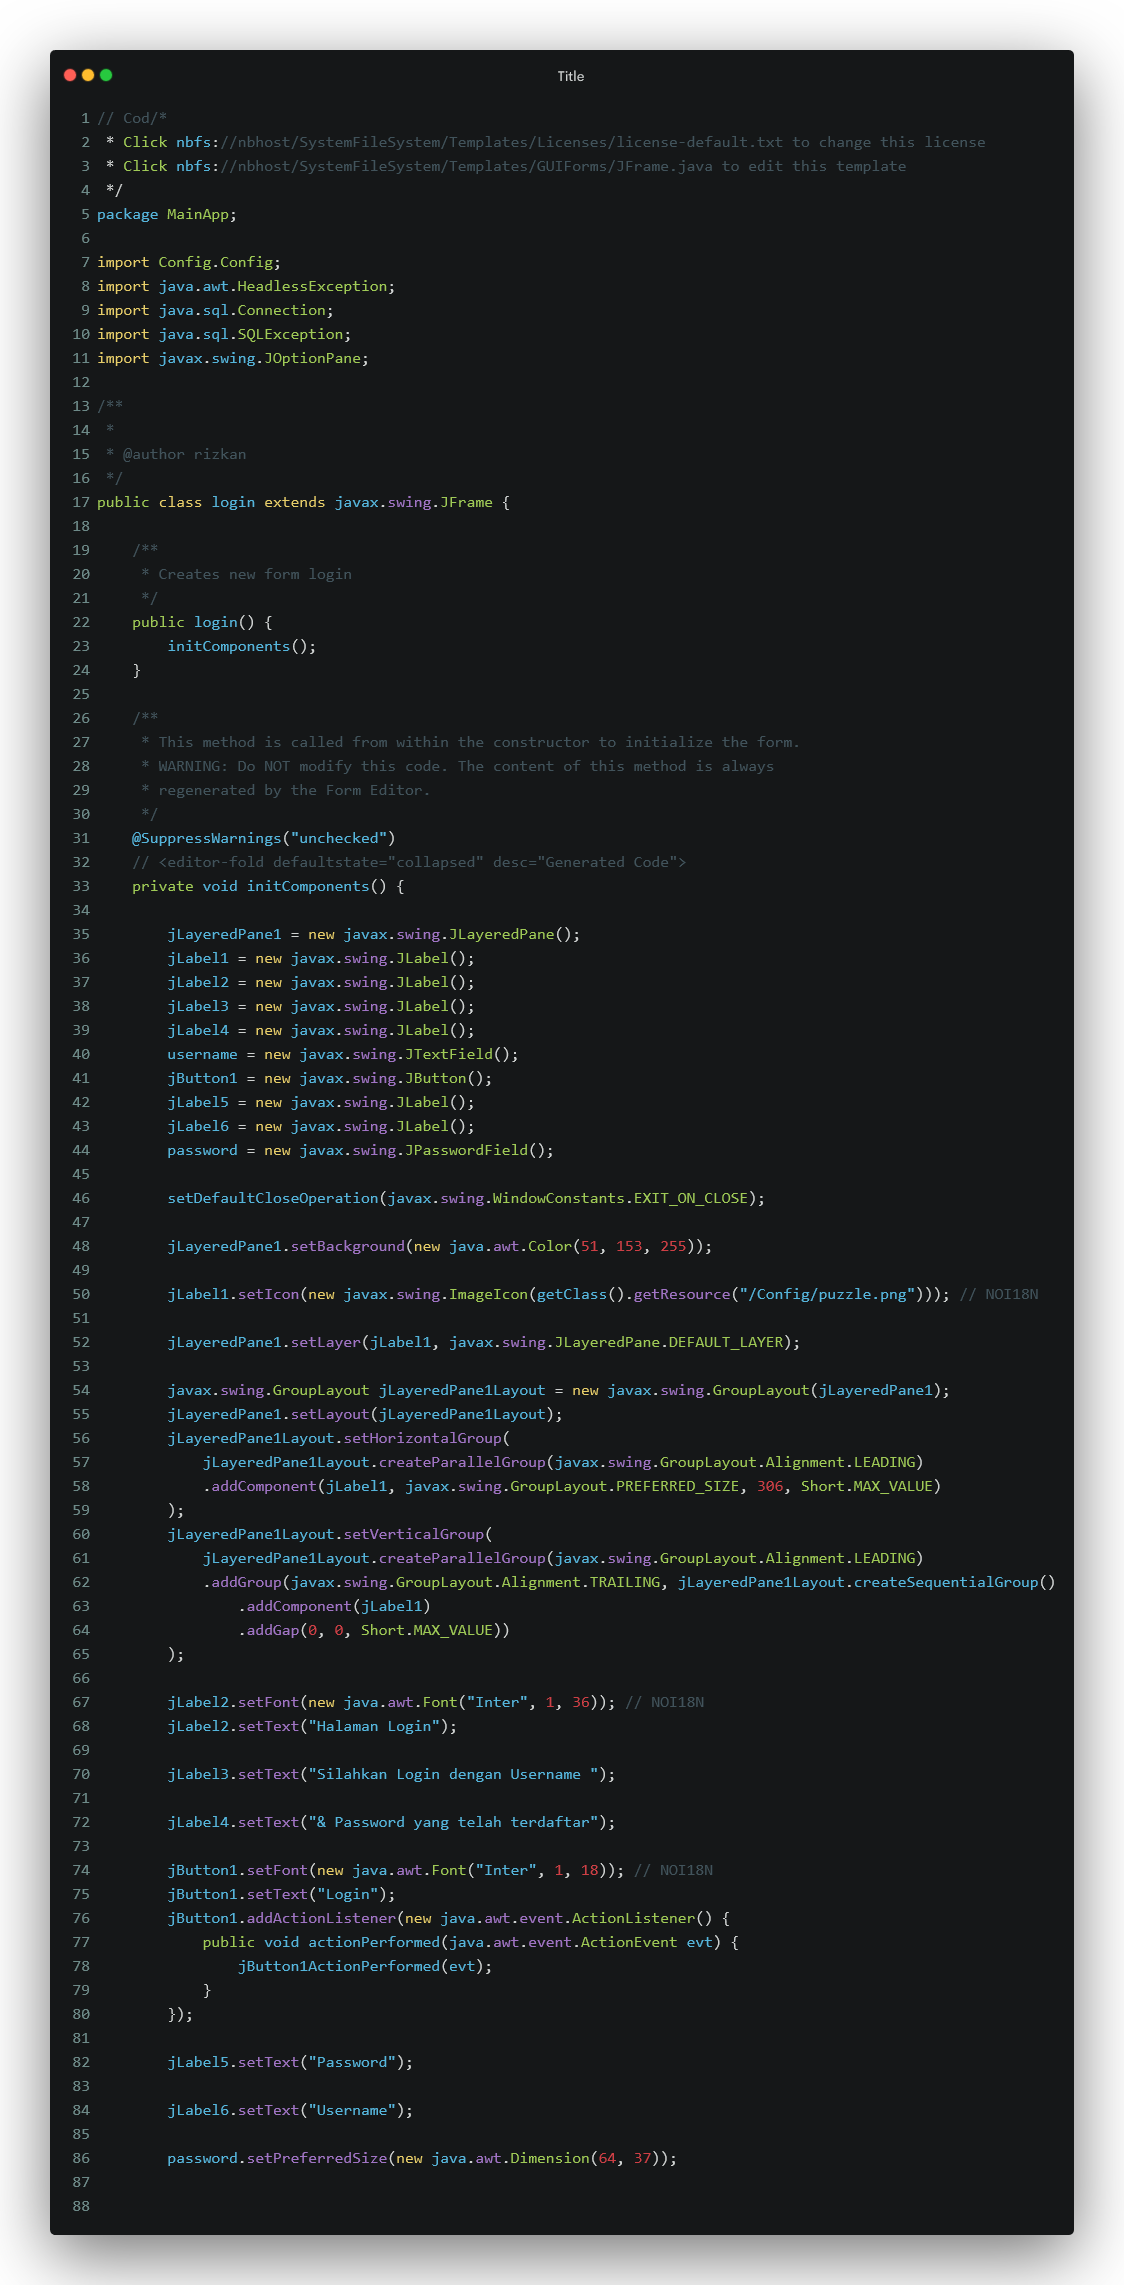 Title
1 // Cod/*
2  * Click nbfs://nbhost/SystemFileSystem/Templates/Licenses/license-default.txt to change this license
3  * Click nbfs://nbhost/SystemFileSystem/Templates/GUIForms/JFrame.java to edit this template
4  */
5 package MainApp;
6
7 import Config.Config;
8 import java.awt.HeadlessException;
9 import java.sql.Connection;
10 import java.sql.SQLException;
11 import javax.swing.JOptionPane;
12
13 /**
14  *
15  * @author rizkan
16  */
17 public class login extends javax.swing.JFrame {
18
19     /**
20      * Creates new form login
21      */
22     public login() {
23         initComponents();
24     }
25
26     /**
27      * This method is called from within the constructor to initialize the form.
28      * WARNING: Do NOT modify this code. The content of this method is always
29      * regenerated by the Form Editor.
30      */
31     @SuppressWarnings("unchecked")
32     // <editor-fold defaultstate="collapsed" desc="Generated Code">
33     private void initComponents() {
34
35         jLayeredPane1 = new javax.swing.JLayeredPane();
36         jLabel1 = new javax.swing.JLabel();
37         jLabel2 = new javax.swing.JLabel();
38         jLabel3 = new javax.swing.JLabel();
39         jLabel4 = new javax.swing.JLabel();
40         username = new javax.swing.JTextField();
41         jButton1 = new javax.swing.JButton();
42         jLabel5 = new javax.swing.JLabel();
43         jLabel6 = new javax.swing.JLabel();
44         password = new javax.swing.JPasswordField();
45
46         setDefaultCloseOperation(javax.swing.WindowConstants.EXIT_ON_CLOSE);
47
48         jLayeredPane1.setBackground(new java.awt.Color(51, 153, 255));
49
50         jLabel1.setIcon(new javax.swing.ImageIcon(getClass().getResource("/Config/puzzle.png"))); // NOI18N
51
52         jLayeredPane1.setLayer(jLabel1, javax.swing.JLayeredPane.DEFAULT_LAYER);
53
54         javax.swing.GroupLayout jLayeredPane1Layout = new javax.swing.GroupLayout(jLayeredPane1);
55         jLayeredPane1.setLayout(jLayeredPane1Layout);
56         jLayeredPane1Layout.setHorizontalGroup(
57             jLayeredPane1Layout.createParallelGroup(javax.swing.GroupLayout.Alignment.LEADING)
58             .addComponent(jLabel1, javax.swing.GroupLayout.PREFERRED_SIZE, 306, Short.MAX_VALUE)
59         );
60         jLayeredPane1Layout.setVerticalGroup(
61             jLayeredPane1Layout.createParallelGroup(javax.swing.GroupLayout.Alignment.LEADING)
62             .addGroup(javax.swing.GroupLayout.Alignment.TRAILING, jLayeredPane1Layout.createSequentialGroup()
63                 .addComponent(jLabel1)
64                 .addGap(0, 0, Short.MAX_VALUE))
65         );
66
67         jLabel2.setFont(new java.awt.Font("Inter", 1, 36)); // NOI18N
68         jLabel2.setText("Halaman Login");
69
70         jLabel3.setText("Silahkan Login dengan Username ");
71
72         jLabel4.setText("& Password yang telah terdaftar");
73
74         jButton1.setFont(new java.awt.Font("Inter", 1, 18)); // NOI18N
75         jButton1.setText("Login");
76         jButton1.addActionListener(new java.awt.event.ActionListener() {
77             public void actionPerformed(java.awt.event.ActionEvent evt) {
78                 jButton1ActionPerformed(evt);
79             }
80         });
81
82         jLabel5.setText("Password");
83
84         jLabel6.setText("Username");
85
86         password.setPreferredSize(new java.awt.Dimension(64, 37));
87
88